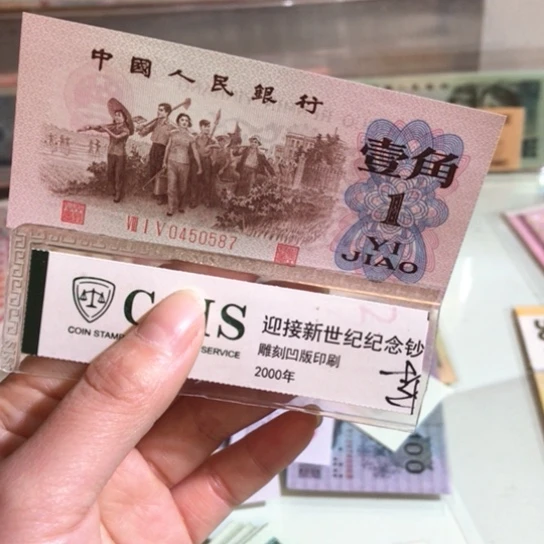 中國人民銀行
壹角
1
YI
JIAO
VIII I V 0450587
迎接新世纪纪念钞
COIN STAMP
SERVICE
雕刻凹版印刷
2000年